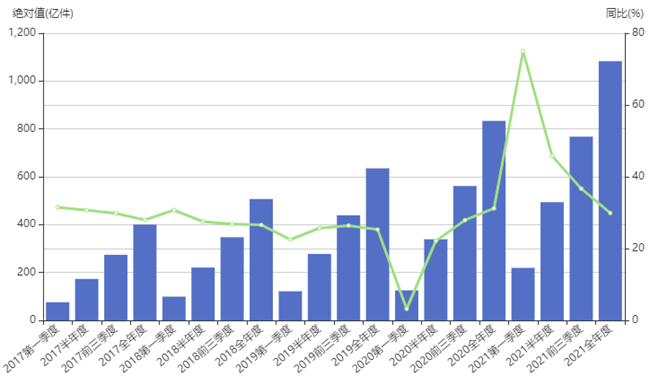 绝对值(亿件)
同比(%)
1,200
1,000
800
600
400
200
0
80
60
40
20
0
2017第一季度
2017半年度
2017前三季度
2017全年度
2018第一季度
2018半年度
2018前三季度
2018全年度
2019第一季度
2019半年度
2019前三季度
2019全年度
2020第一季度
2020半年度
2020前三季度
2020全年度
2021第一季度
2021半年度
2021前三季度
2021全年度